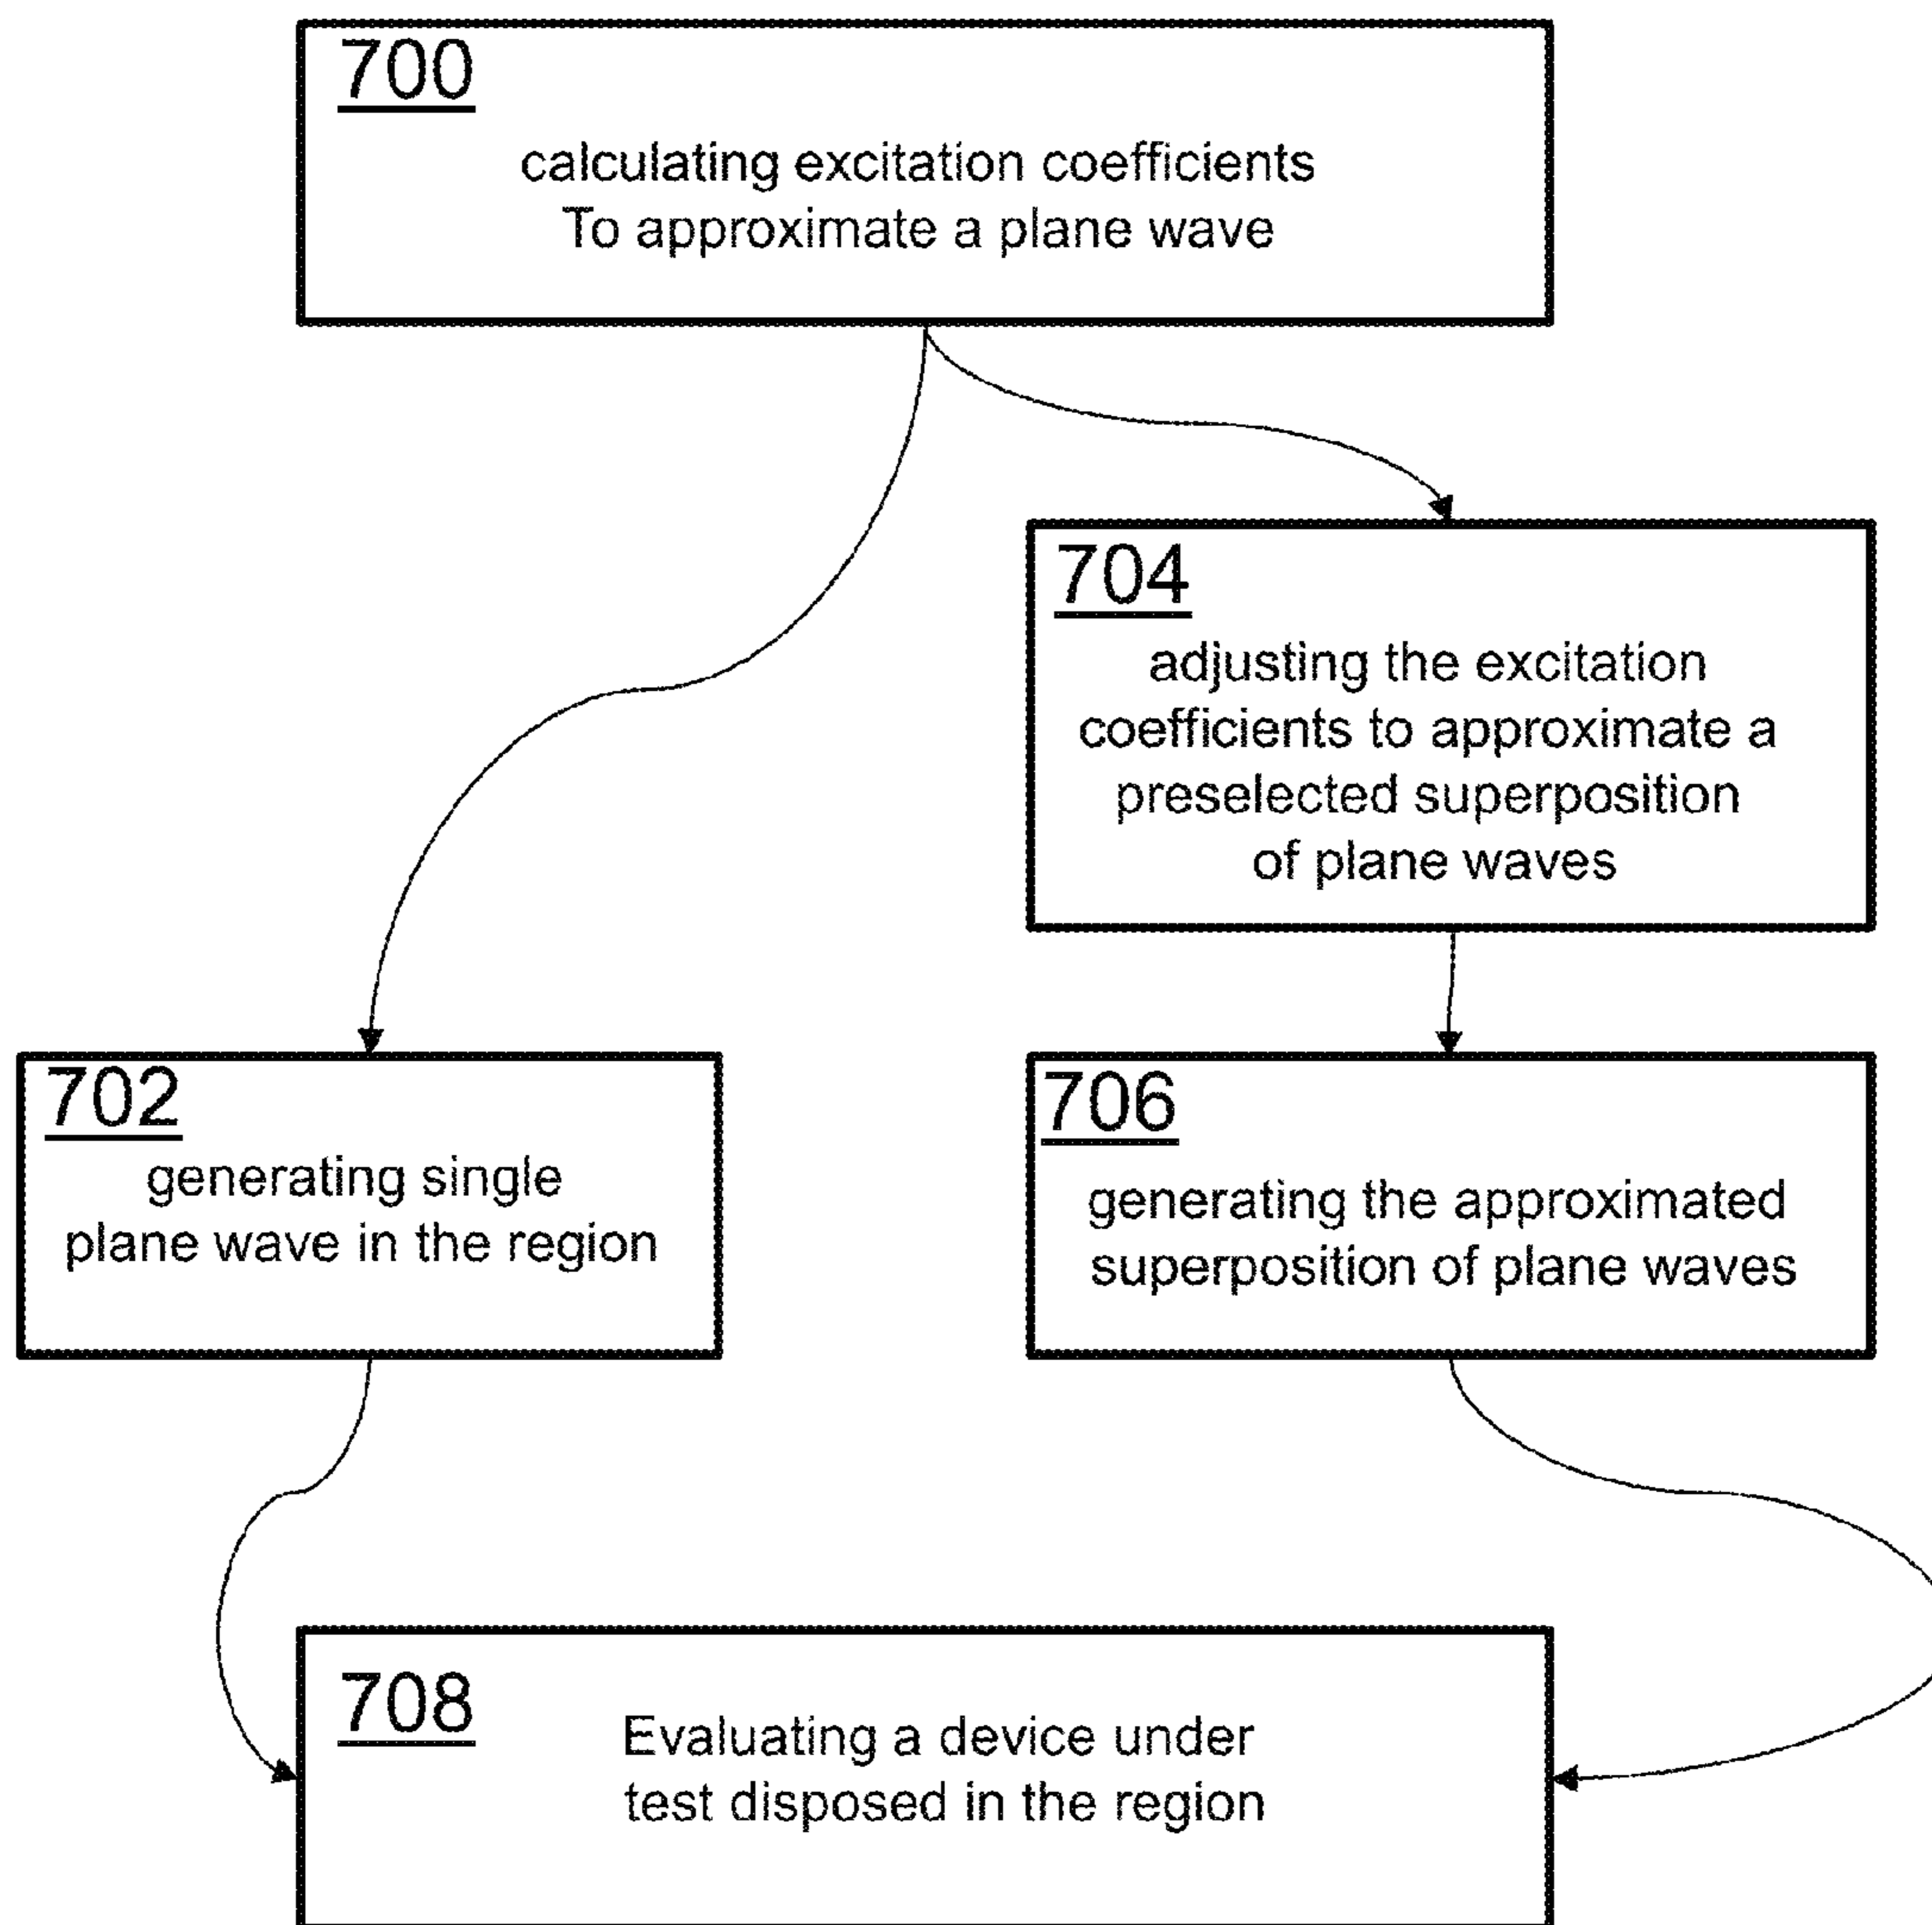 700
calculating excitation coefficients
To approximate a plane wave
704
adjusting the excitation
coefficients to approximate a
preselected superposition
of plane waves
702
generating single
plane wave in the region
706
generating the approximated
superposition of plane waves
708
Evaluating a device under
test disposed in the region